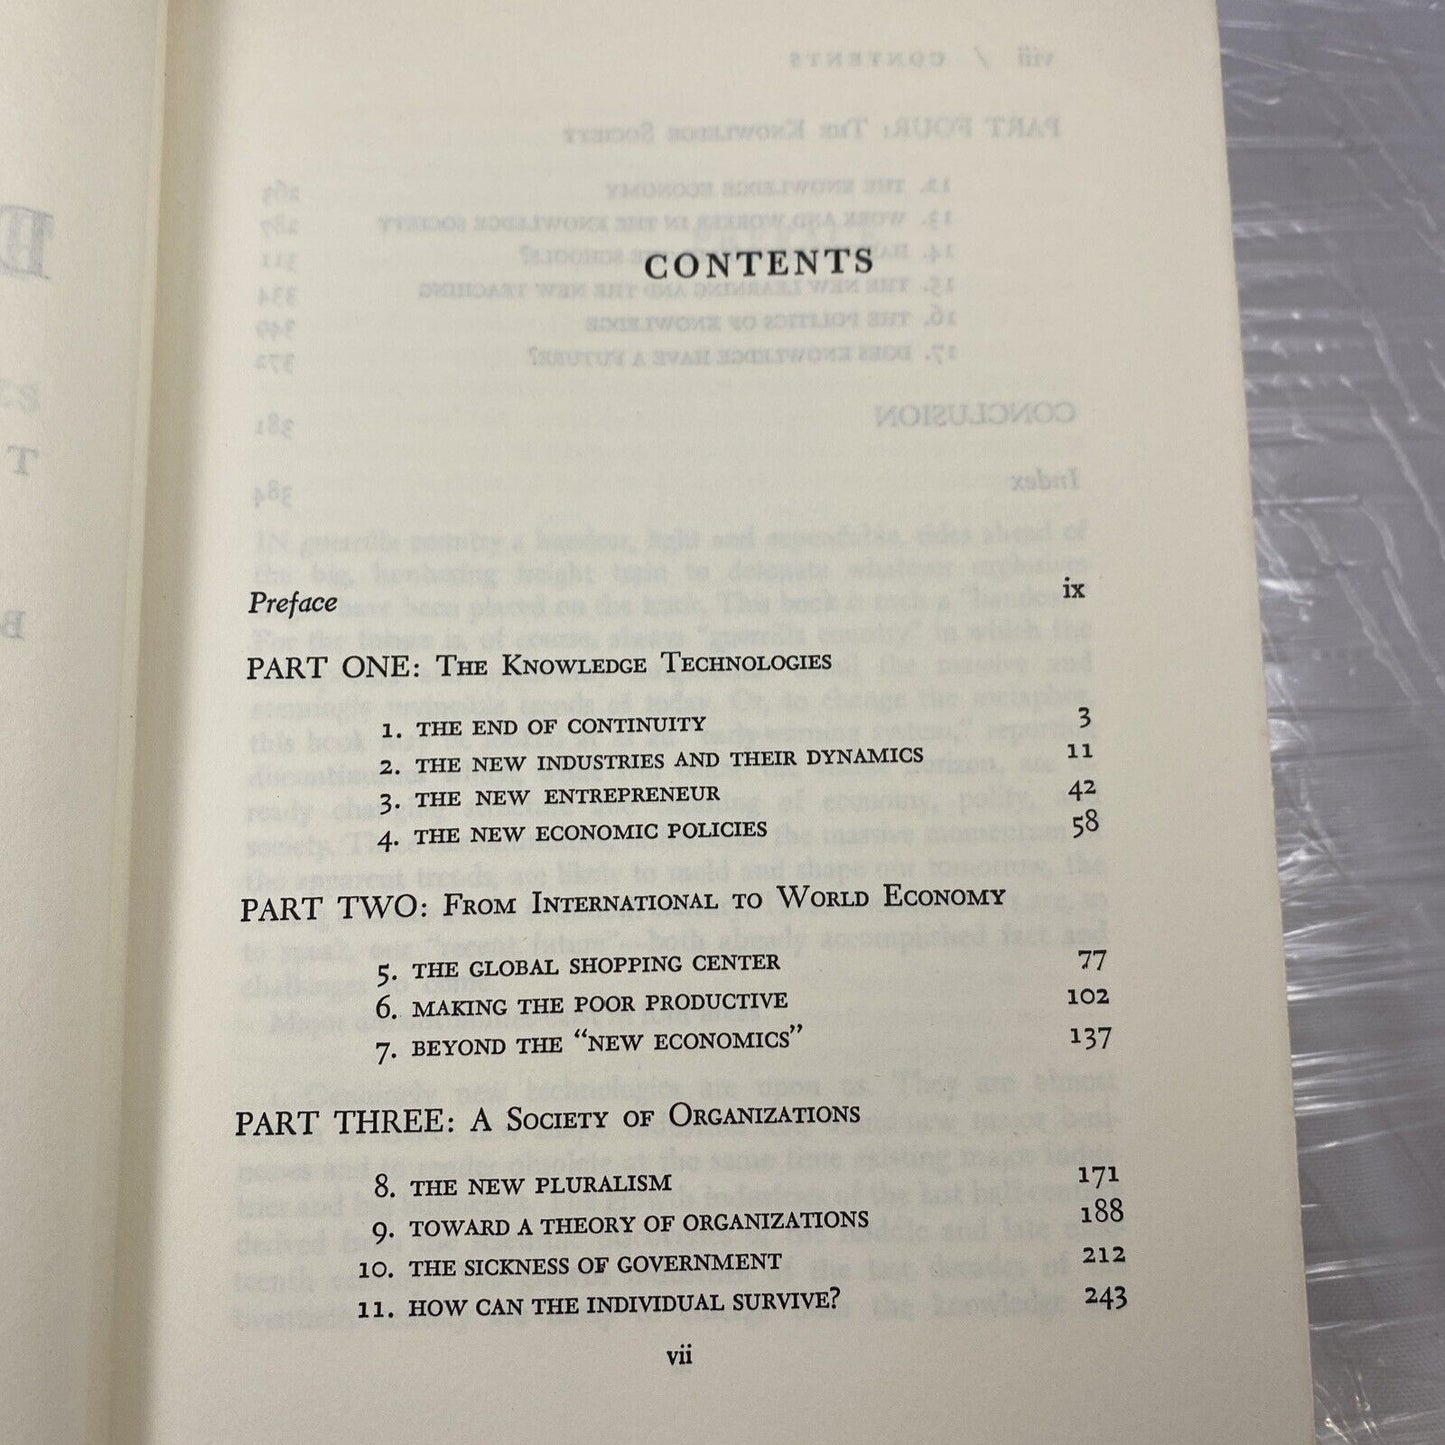 CONTENTS
Preface ix
PART ONE: THE KNOWLEDGE TECHNOLOGIES
1. THE END OF CONTINUITY 3
2. THE NEW INDUSTRIES AND THEIR DYNAMICS 11
3. THE NEW ENTREPRENEUR 42
4. THE NEW ECONOMIC POLICIES 58
PART TWO: FROM INTERNATIONAL TO WORLD ECONOMY
5. THE GLOBAL SHOPPING CENTER 77
6. MAKING THE POOR PRODUCTIVE 102
7. BEYOND THE “NEW ECONOMICS” 137
PART THREE: A SOCIETY OF ORGANIZATIONS
8. THE NEW PLURALISM 171
9. TOWARD A THEORY OF ORGANIZATIONS 188
10. THE SICKNESS OF GOVERNMENT 212
11. HOW CAN THE INDIVIDUAL SURVIVE? 243
vii